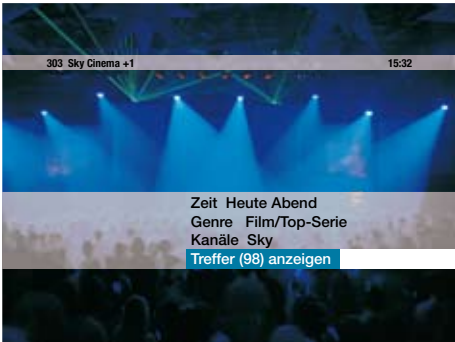 303 Sky Cinema +1 15:32
Zeit Heute Abend
Genre Film/Top-Serie
Kanäle Sky
Treffer (98) anzeigen